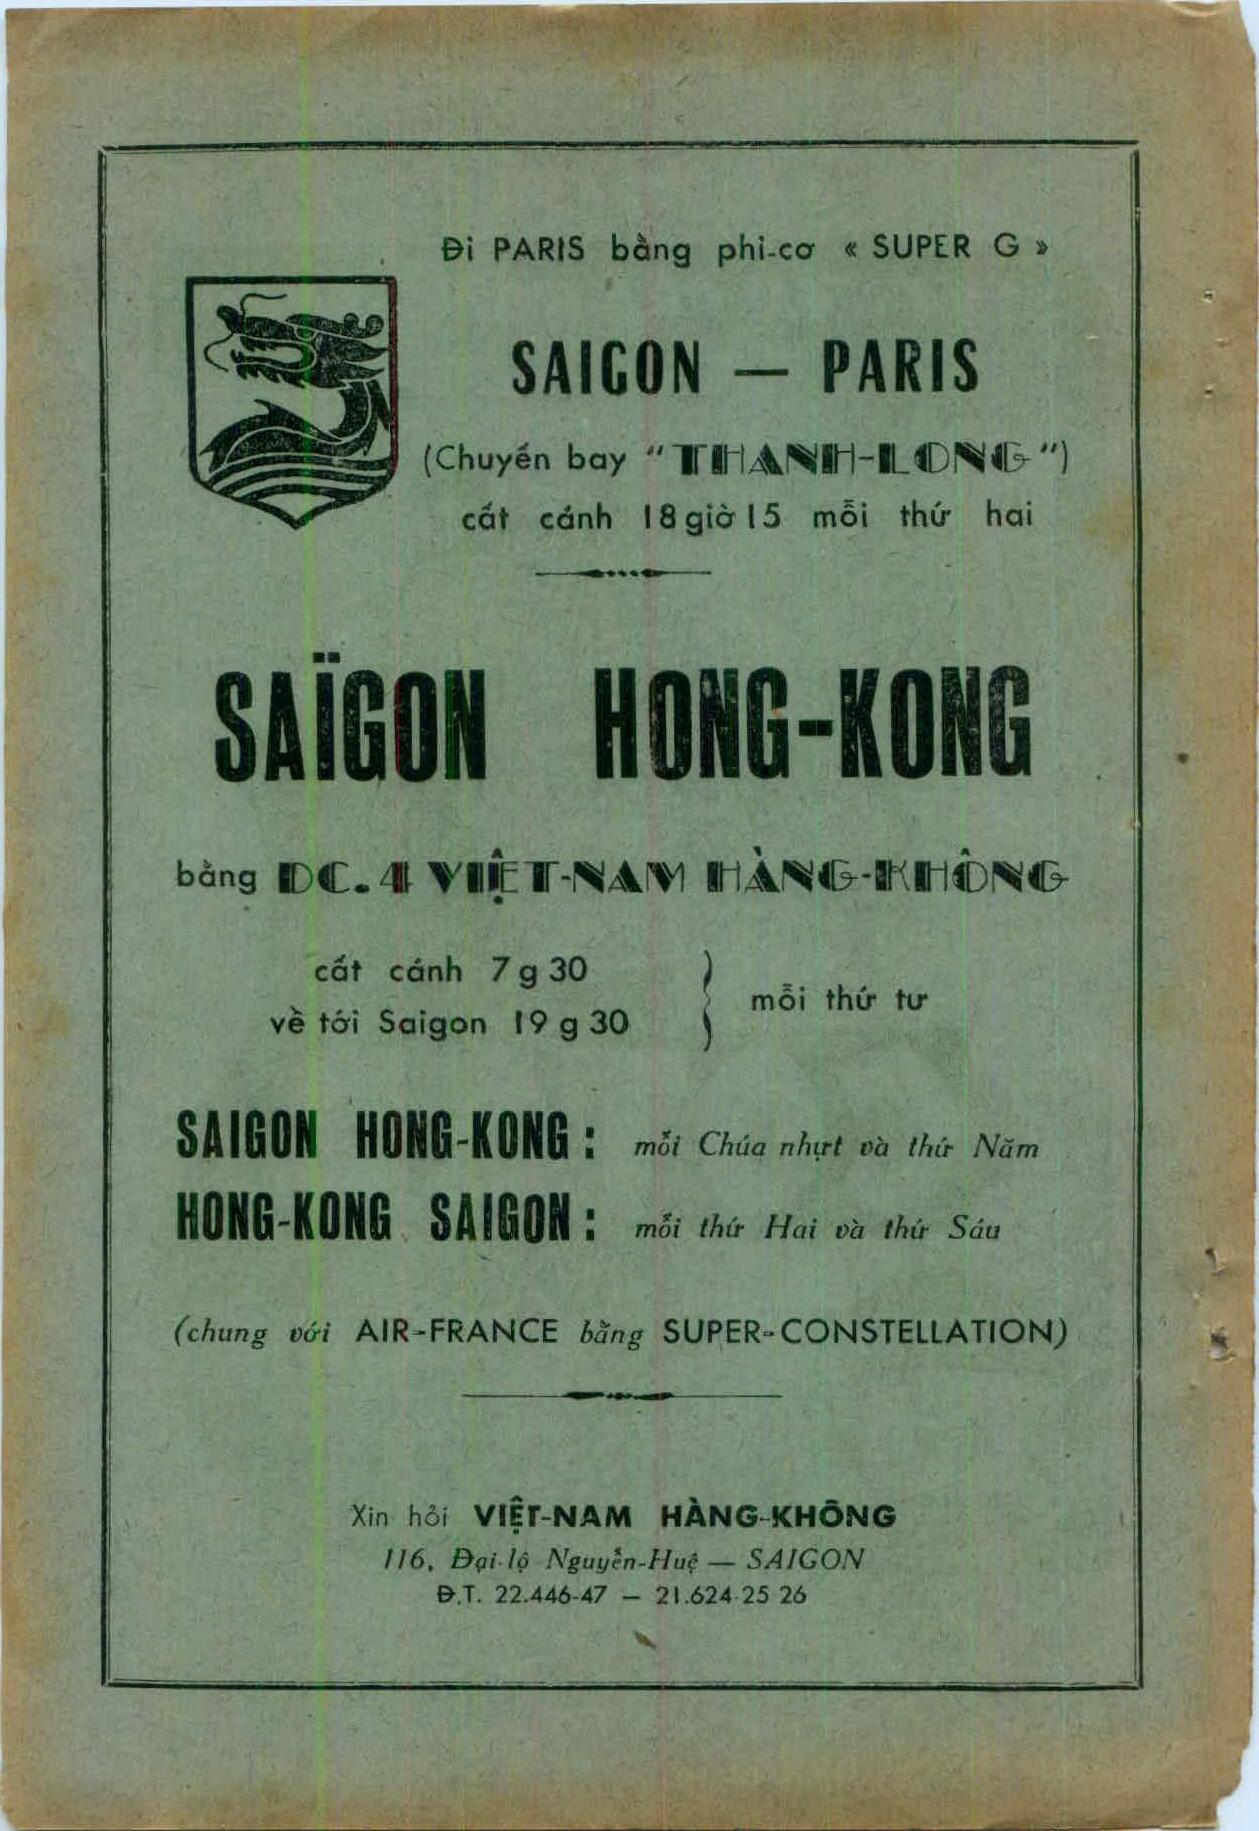 Đi PARIS bằng phi-cơ « SUPER G »
SAIGON — PARIS
(Chuyến bay "THANH-LONG")
cất cánh 18 giờ 15 mỗi thứ hai
SAÏGON HONG-KONG
bằng DC.4 VIỆT-NAM HÀNG-KHÔNG
cất cánh 7 g 30
về tới Saigon 19 g 30
mỗi thứ tư
SAIGON HONG-KONG : mỗi Chúa nhựt và thứ Năm
HONG-KONG SAIGON : mỗi thứ Hai và thứ Sáu
(chung với AIR-FRANCE bằng SUPER-CONSTELLATION)
Xin hỏi VIỆT-NAM HÀNG-KHÔNG
116, Đại-lộ Nguyễn-Huệ — SAIGON
Đ.T. 22.446-47 — 21.624-25 26